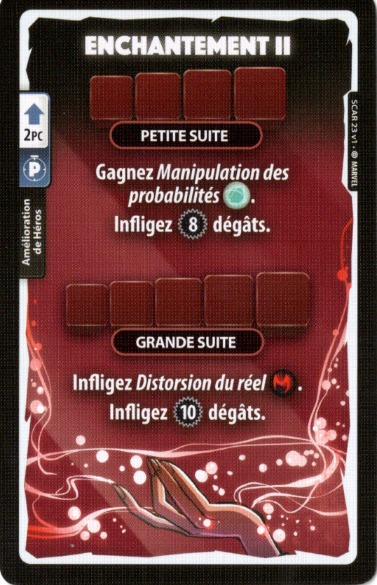 ENCHANTEMENT II
2PC
P
Amélioration
de Héros
SCAR 23 v1 • MARVEL
PETITE SUITE
Gagnez Manipulation des
probabilités .
Infligez 8 dégâts.
GRANDE SUITE
Infligez Distorsion du réel .
Infligez 10 dégâts.